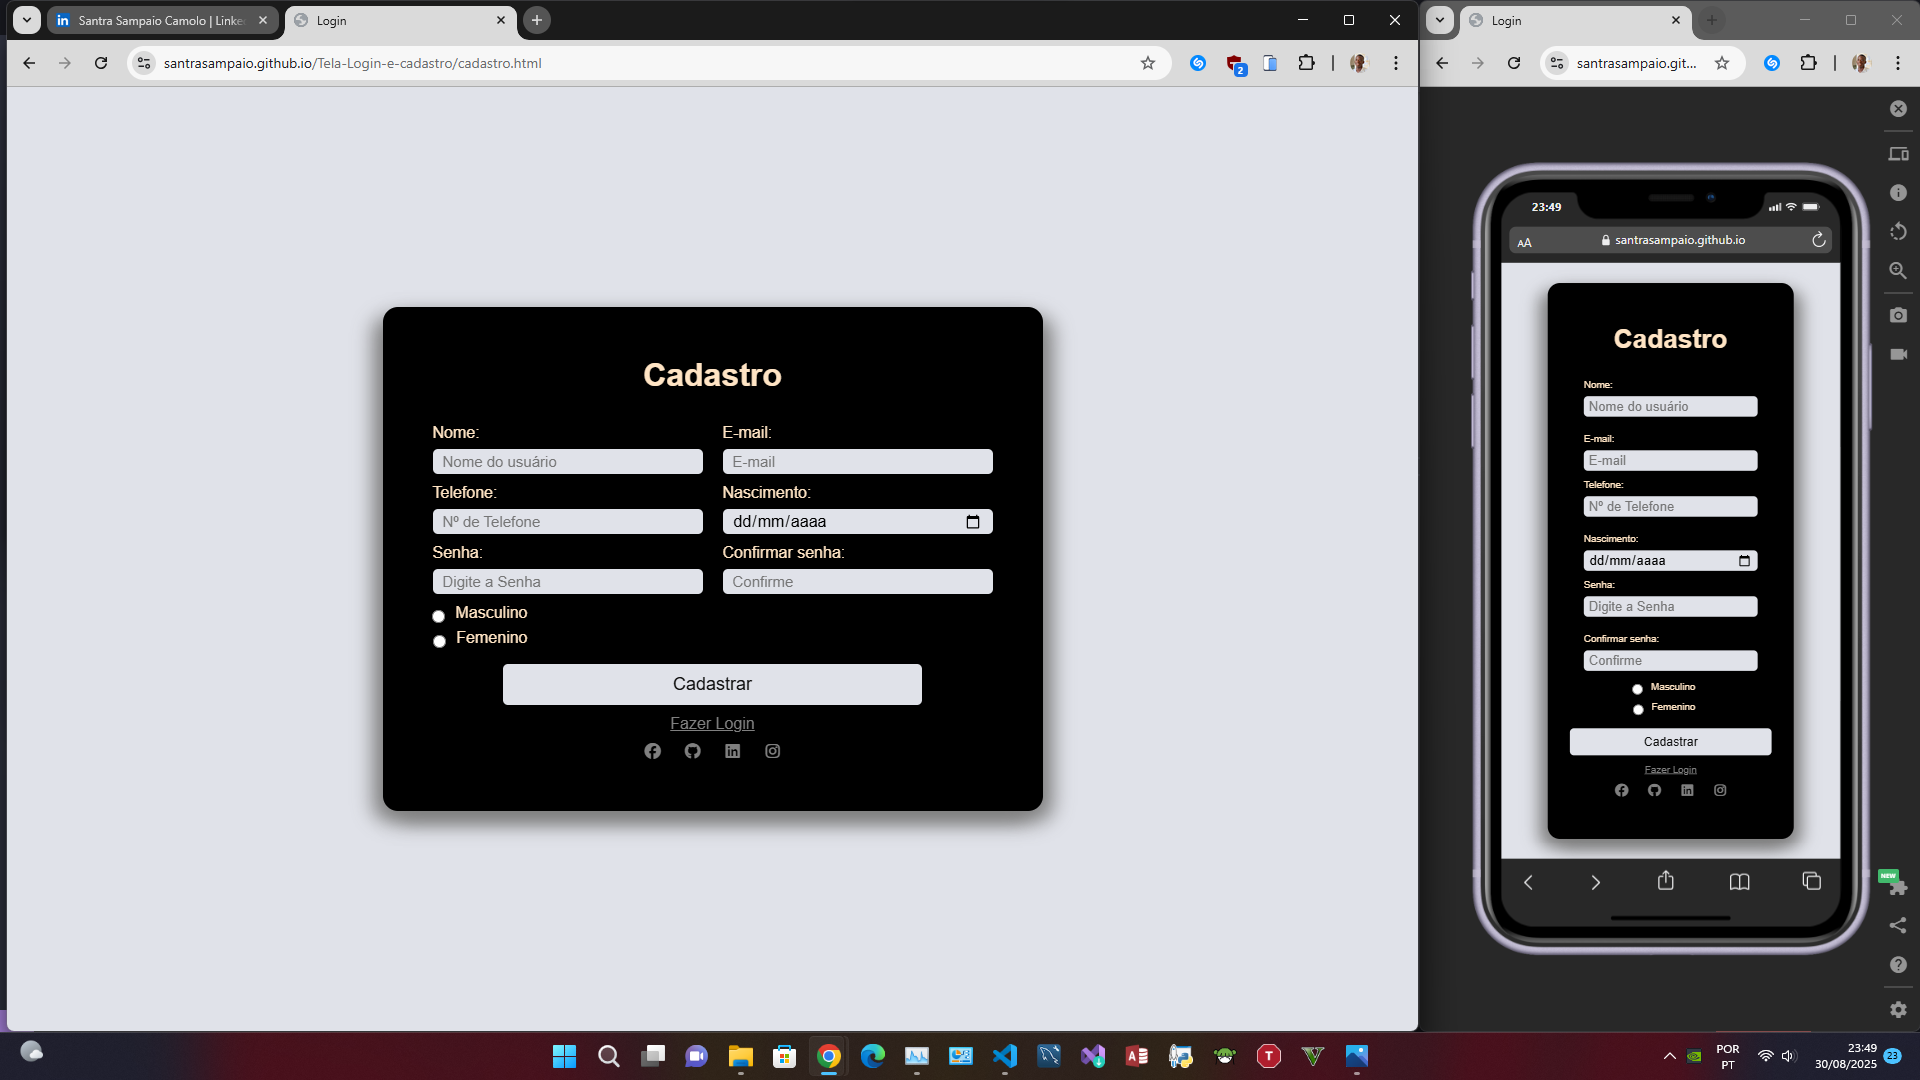 Santra Sampaio Camolo | Linke
Login
santrasampaio.github.io/Tela-Login-e-cadastro/cadastro.html
2
Cadastro
Nome:
E-mail:
Nome do usuário
E-mail
Telefone:
Nascimento:
Nº de Telefone
dd/mm/aaaa
Senha:
Confirmar senha:
Digite a Senha
Confirme
Masculino
Femenino
Cadastrar
Fazer Login
Login
santrasampaio.git...
23:49
AA
santrasampaio.github.io
Cadastro
Nome:
Nome do usuário
E-mail:
E-mail
Telefone:
Nº de Telefone
Nascimento:
dd/mm/aaaa
Senha:
Digite a Senha
Confirmar senha:
Confirme
Masculino
Femenino
Cadastrar
Fazer Login
NEW
POR
PT
23:49
30/08/2025
23